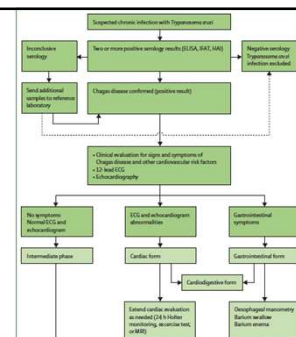 Suspected chronic infection with Trypanosoma cruzi
Inconclusive
serology
Two or more positive serology results (ELISA, IFAT, HAI)
Negative serology
Trypanosoma cruzi
infection excluded
Send additional
samples to reference
laboratory
Chagas disease confirmed (positive result)
• Clinical evaluation for signs and symptoms of
Chagas disease and other cardiovascular risk factors
• 12-lead ECG
• Echocardiography
No symptoms
Normal ECG and
echocardiogram
ECG and echocardiogram
abnormalities
Gastrointestinal
symptoms
Intermediate phase
Cardiac form
Gastrointestinal form
Cardiodigestive form
Extend cardiac evaluation
as needed (24 h Holter
monitoring, exercise test,
or MRI)
Oesophageal manometry
Barium swallow
Barium enema